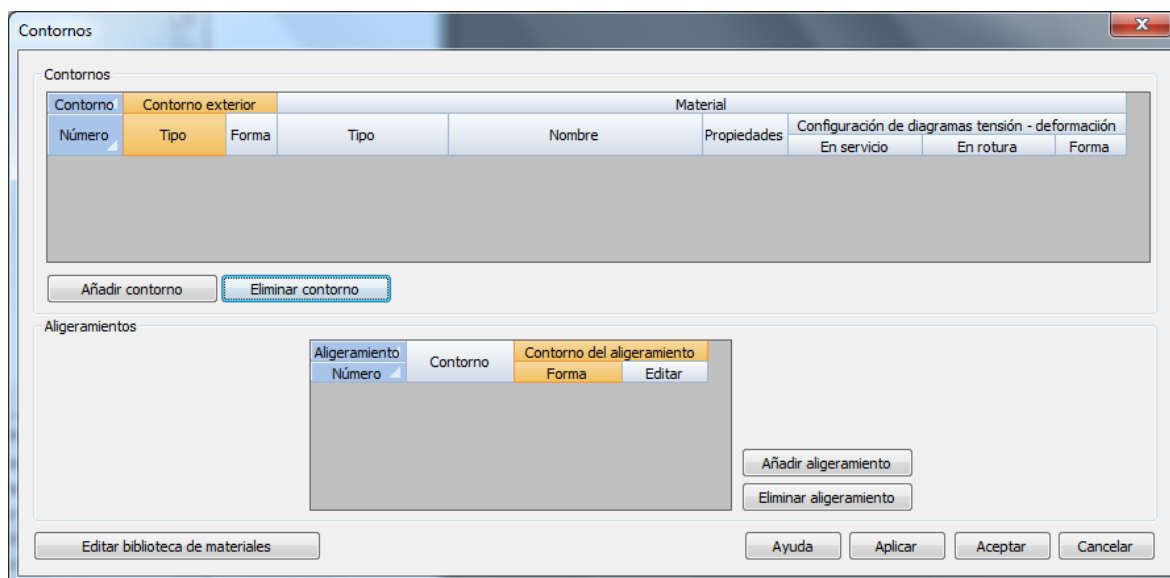 Contornos
Contornos
Contorno Contorno exterior Material
Número Tipo Forma Tipo Nombre Propiedades Configuración de diagramas tensión - deformaciión
En servicio En rotura Forma
Añadir contorno Eliminar contorno
Aligeramientos
Aligeramiento Contorno Contorno del aligeramiento
Número Forma Editar
Añadir aligeramiento
Eliminar aligeramiento
Editar biblioteca de materiales Ayuda Aplicar Aceptar Cancelar